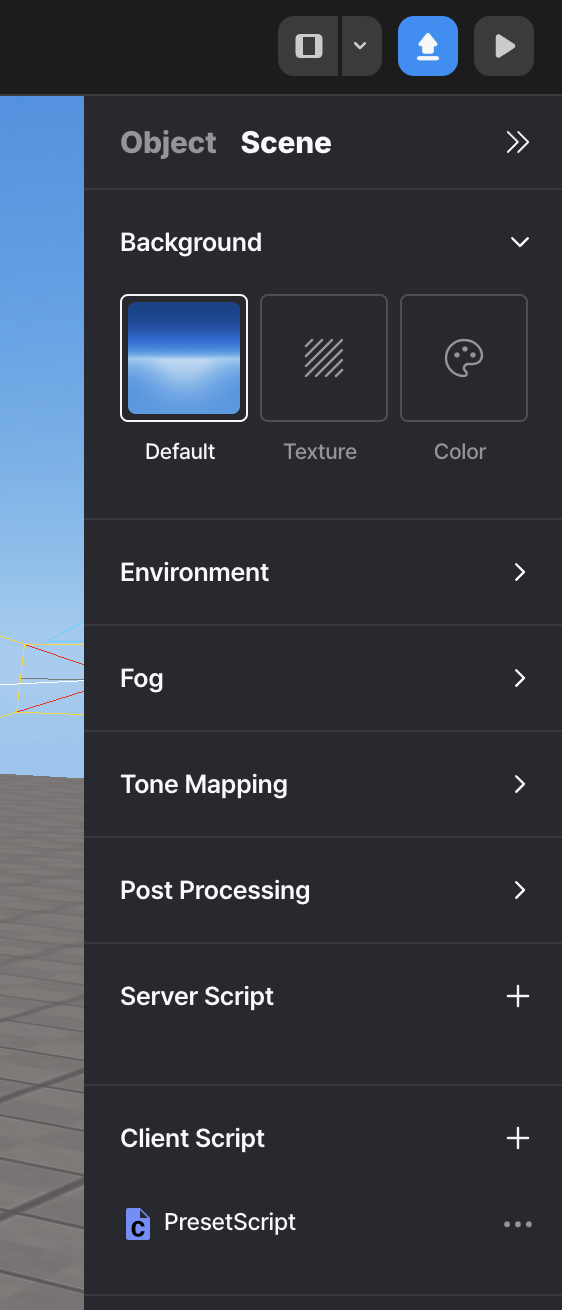 Object Scene
Background
Default Texture Color
Environment
Fog
Tone Mapping
Post Processing
Server Script
Client Script
C PresetScript